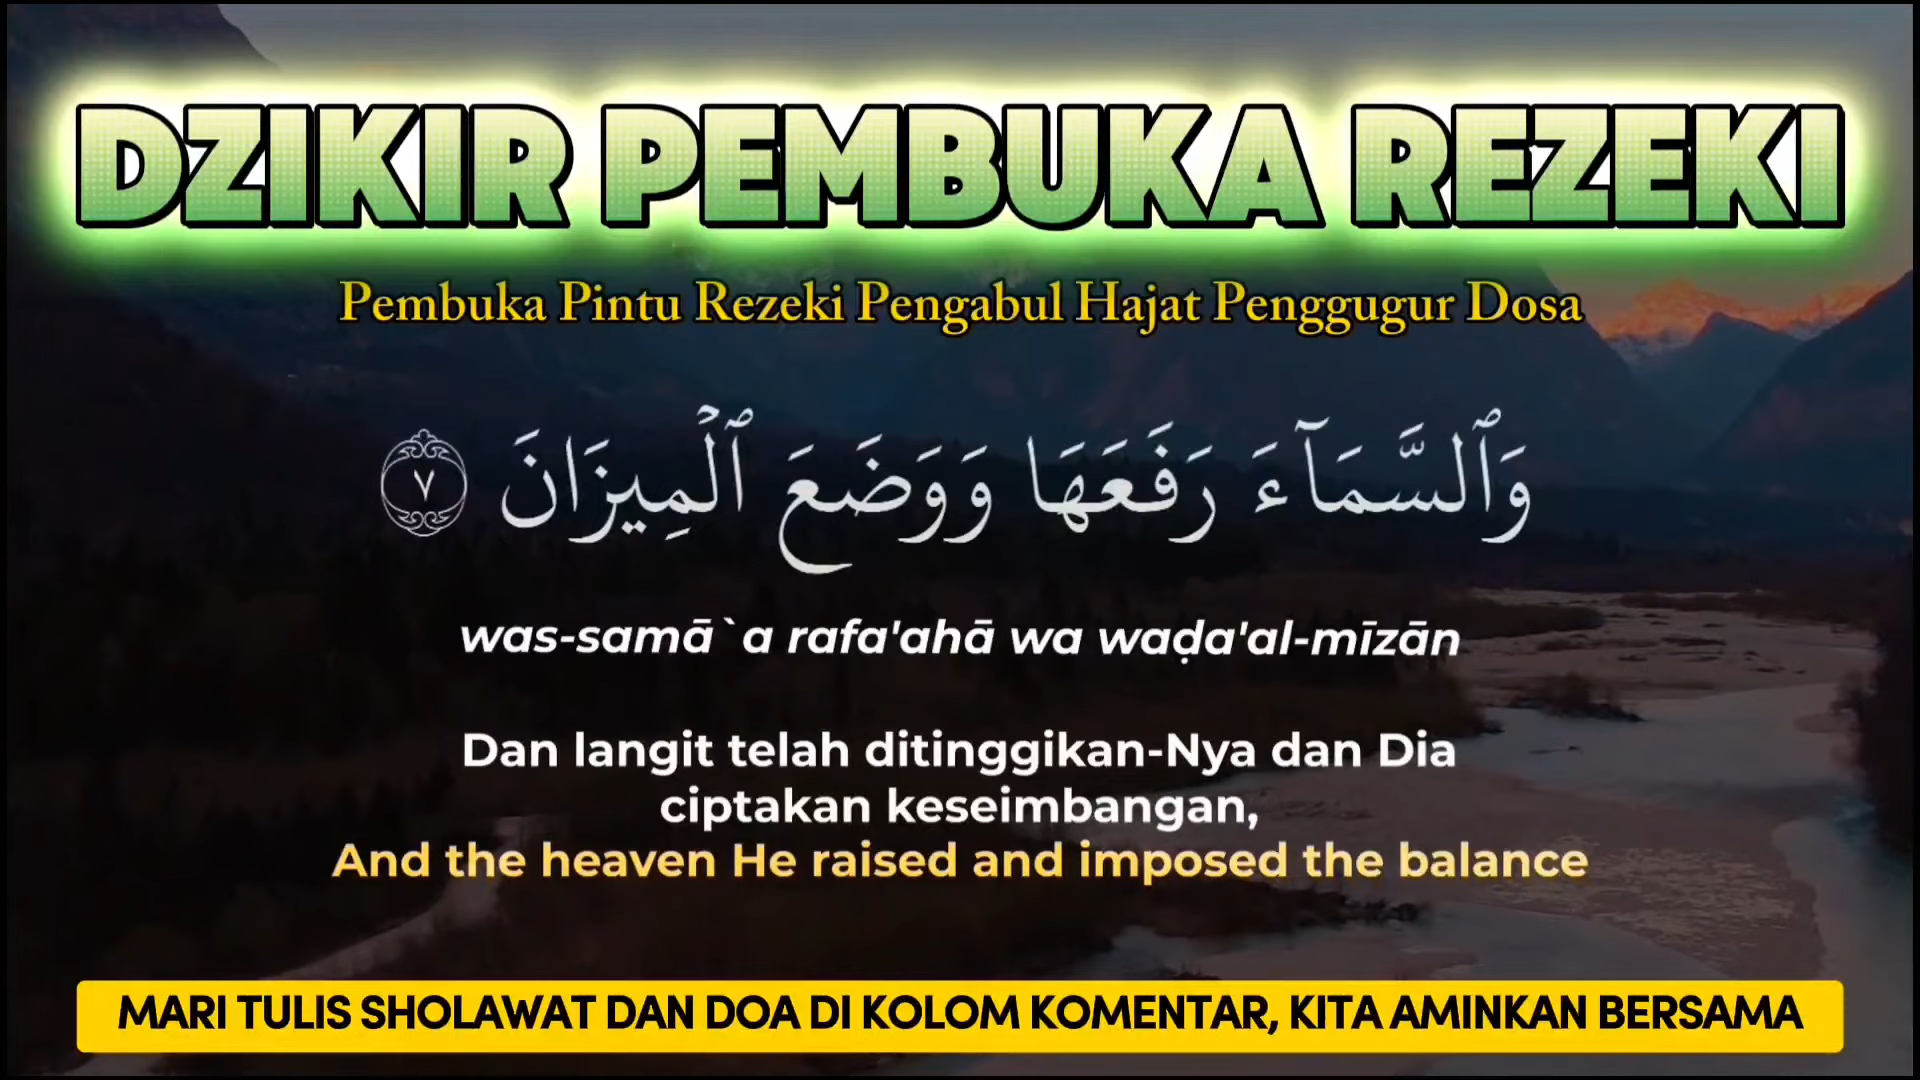 DZIKIR PEMBUKA REZEKI
Pembuka Pintu Rezeki Pengabul Hajat Penggugur Dosa
وَٱلسَّمَآءَ رَفَعَهَا وَوَضَعَ ٱلْمِيزَانَ ٧
was-samā`a rafa'ahā wa waḍa'al-mīzān
Dan langit telah ditinggikan-Nya dan Dia
ciptakan keseimbangan,
And the heaven He raised and imposed the balance
MARI TULIS SHOLAWAT DAN DOA DI KOLOM KOMENTAR, KITA AMINKAN BERSAMA